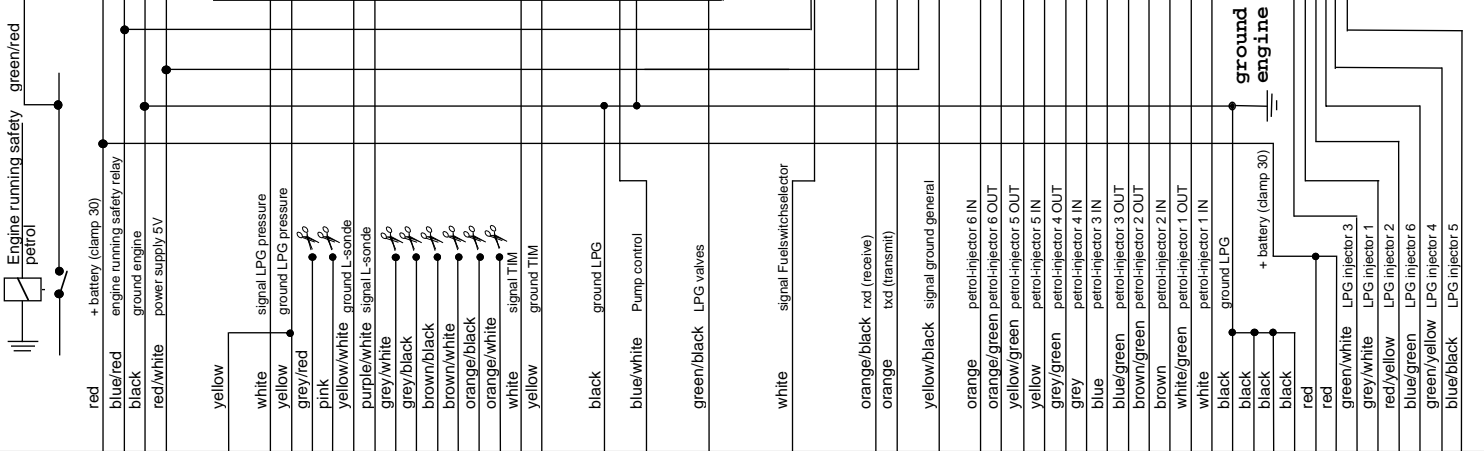 green/red
Engine running safety
petrol
+ battery (clamp 30)
engine running safety relay
ground engine
power supply 5V
signal LPG pressure
ground LPG pressure
ground L-sonde
signal L-sonde
signal TIM
ground TIM
ground LPG
Pump control
LPG valves
signal Fuelswitchselector
rxd (receive)
txd (transmit)
signal ground general
petrol-injector 6 IN
petrol-injector 6 OUT
petrol-injector 5 OUT
petrol-injector 5 IN
petrol-injector 4 OUT
petrol-injector 4 IN
petrol-injector 3 IN
petrol-injector 3 OUT
petrol-injector 2 OUT
petrol-injector 2 IN
petrol-injector 1 OUT
petrol-injector 1 IN
ground LPG
ground
engine
+ battery (clamp 30)
LPG injector 3
LPG injector 1
LPG injector 2
LPG injector 6
LPG injector 4
LPG injector 5
red
blue/red
black
red/white
yellow
white
yellow
grey/red
pink
yellow/white
purple/white
grey/white
grey/black
brown/black
brown/white
orange/black
orange/white
white
yellow
black
blue/white
green/black
white
orange/black
orange
yellow/black
orange
orange/green
yellow/green
yellow
grey/green
grey
blue
blue/green
brown/green
brown
white/green
white
black
black
black
black
red
red
green/white
grey/white
red/yellow
blue/green
green/yellow
blue/black